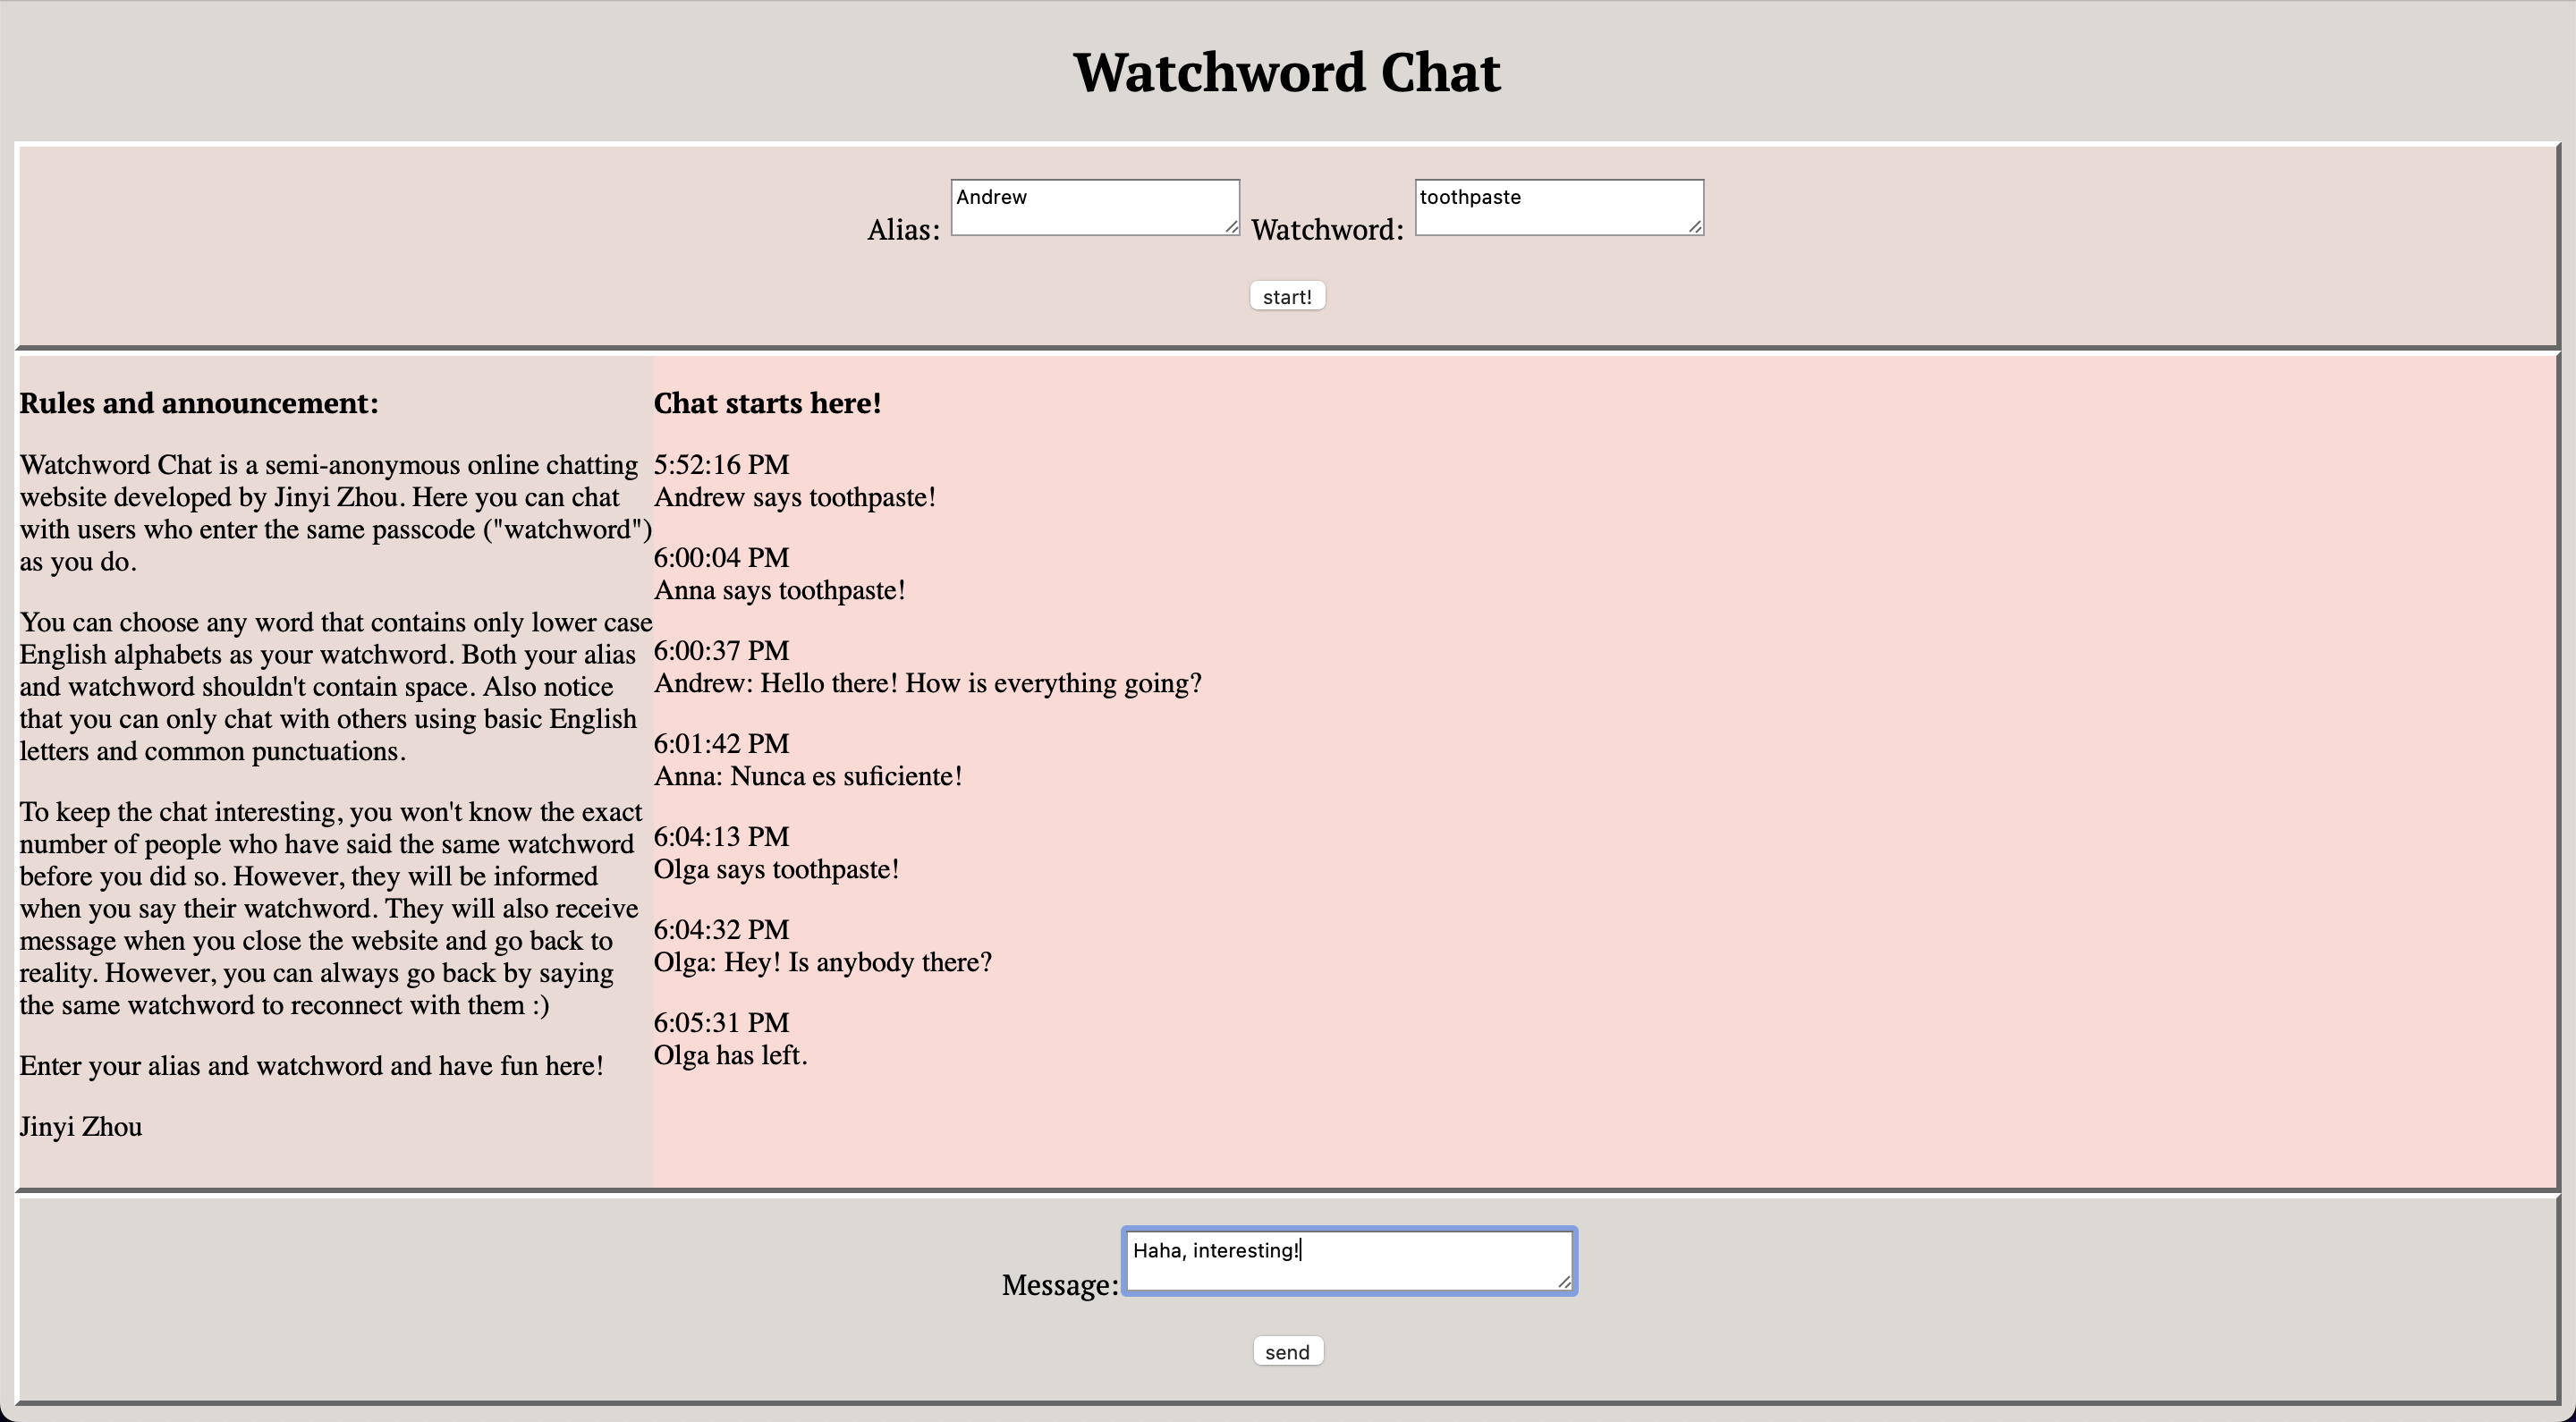 Watchword Chat
Alias: Andrew Watchword: toothpaste
start!
Rules and announcement:
Watchword Chat is a semi-anonymous online chatting
website developed by Jinyi Zhou. Here you can chat
with users who enter the same passcode ("watchword")
as you do.
You can choose any word that contains only lower case
English alphabets as your watchword. Both your alias
and watchword shouldn't contain space. Also notice
that you can only chat with others using basic English
letters and common punctuations.
To keep the chat interesting, you won't know the exact
number of people who have said the same watchword
before you did so. However, they will be informed
when you say their watchword. They will also receive
message when you close the website and go back to
reality. However, you can always go back by saying
the same watchword to reconnect with them :)
Enter your alias and watchword and have fun here!
Jinyi Zhou
Chat starts here!
5:52:16 PM
Andrew says toothpaste!
6:00:04 PM
Anna says toothpaste!
6:00:37 PM
Andrew: Hello there! How is everything going?
6:01:42 PM
Anna: Nunca es suficiente!
6:04:13 PM
Olga says toothpaste!
6:04:32 PM
Olga: Hey! Is anybody there?
6:05:31 PM
Olga has left.
Message: Haha, interesting!
send